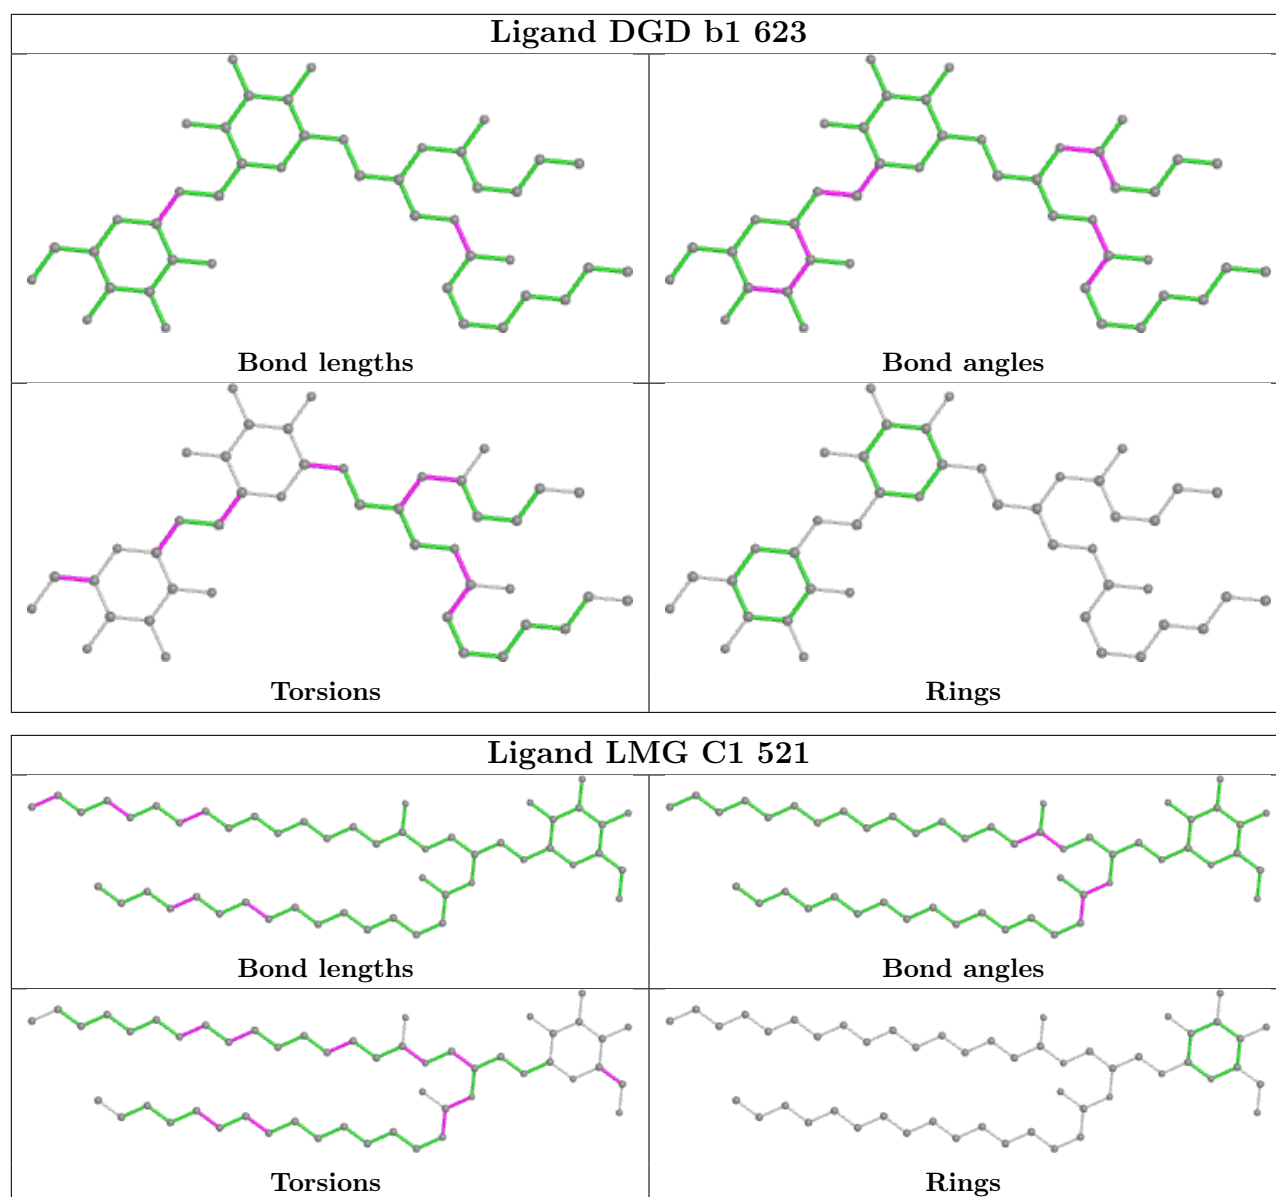 Ligand DGD b1 623
Bond lengths
Bond angles
Torsions
Rings
Ligand LMG C1 521
Bond lengths
Bond angles
Torsions
Rings